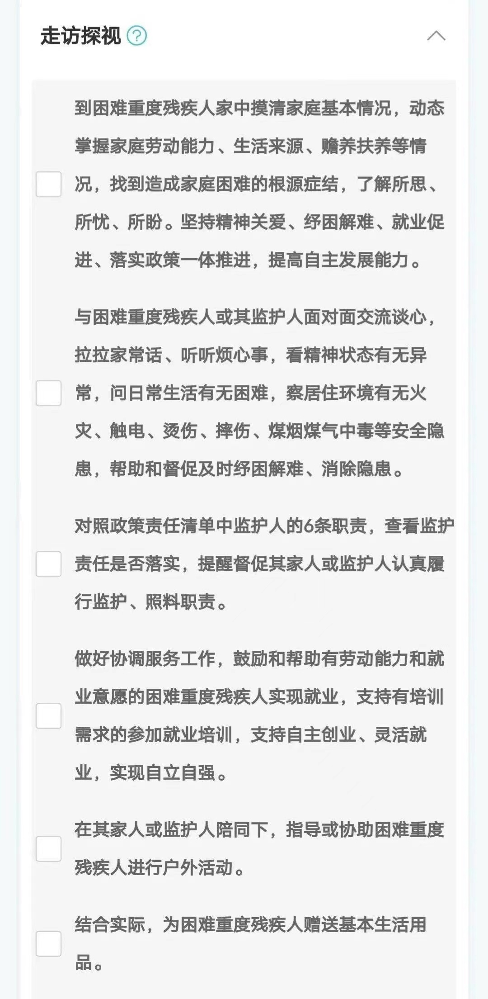 走访探视 ?
到困难重度残疾人家中摸清家庭基本情况，动态
掌握家庭劳动能力、生活来源、赡养扶养等情
况，找到造成家庭困难的根源症结，了解所思、
所忧、所盼。坚持精神关爱、纾困解难、就业促
进、落实政策一体推进，提高自主发展能力。
与困难重度残疾人或其监护人面对面交流谈心，
拉拉家常话、听听烦心事，看精神状态有无异
常，问日常生活有无困难，察居住环境有无火
灾、触电、烫伤、摔伤、煤烟煤气中毒等安全隐
患，帮助和督促及时纾困解难、消除隐患。
对照政策责任清单中监护人的6条职责，查看监护
责任是否落实，提醒督促其家人或监护人认真履
行监护、照料职责。
做好协调服务工作，鼓励和帮助有劳动能力和就
业意愿的困难重度残疾人实现就业，支持有培训
需求的参加就业培训，支持自主创业、灵活就
业，实现自立自强。
在其家人或监护人陪同下，指导或协助困难重度
残疾人进行户外活动。
结合实际，为困难重度残疾人赠送基本生活用
品。